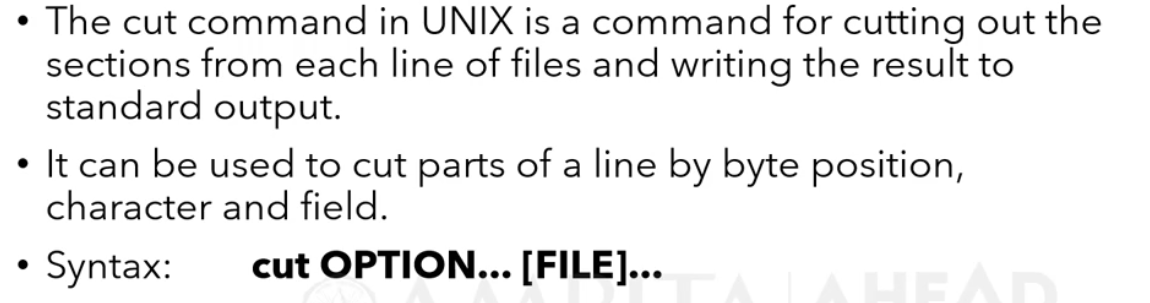 • The cut command in UNIX is a command for cutting out the
sections from each line of files and writing the result to
standard output.
• It can be used to cut parts of a line by byte position,
character and field.
• Syntax: cut OPTION... [FILE]...
AMRITA AHEAD